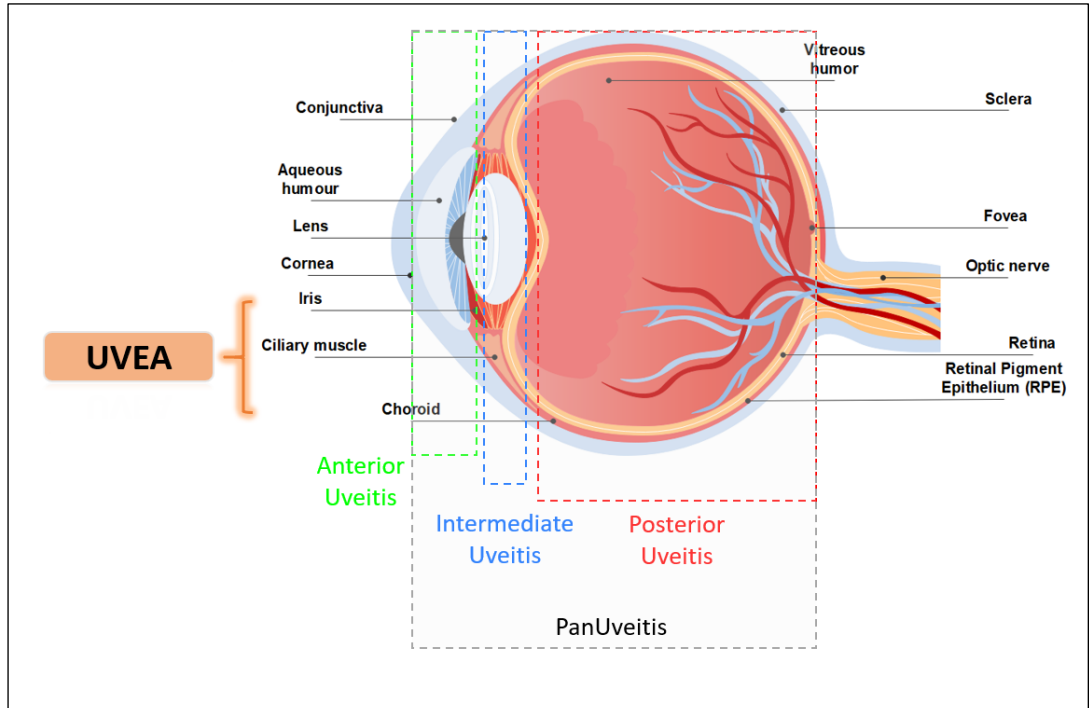 Vitreous
humor
Conjunctiva
Sclera
Aqueous
humour
Lens
Fovea
Cornea
Optic nerve
Iris
UVEA
Ciliary muscle
Retina
Retinal Pigment
Epithelium (RPE)
Choroid
Anterior
Uveitis
Intermediate
Uveitis
Posterior
Uveitis
PanUveitis